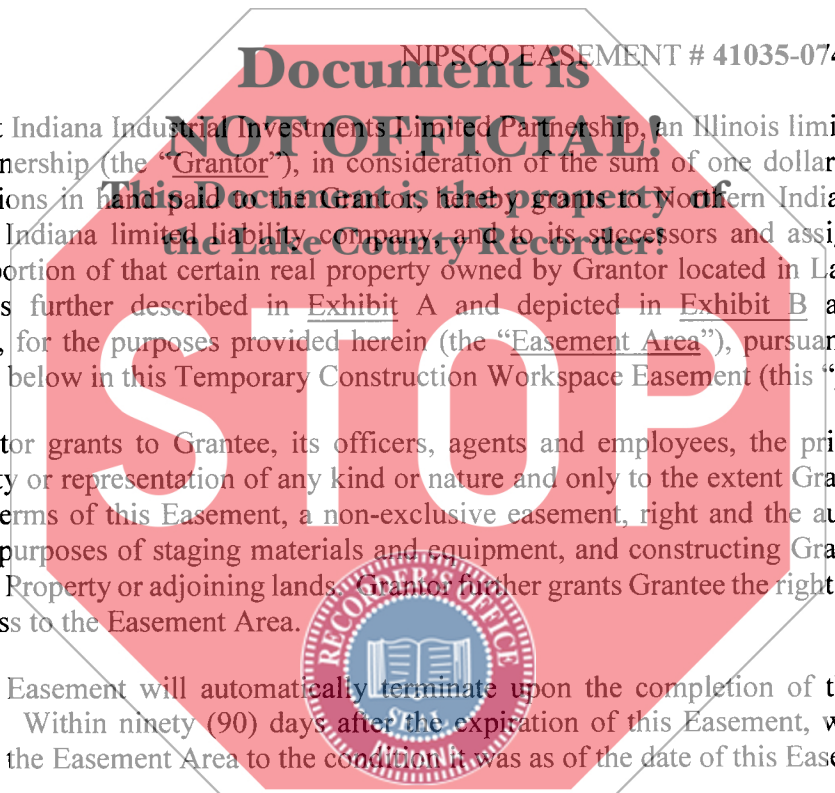 NIPSCO EASEMENT # 41035-074
Document is
Indiana Industrial Investments Limited Partnership, an Illinois limi
NOT OFFICIAL!
nership (the “Grantor”), in consideration of the sum of one dollar
ions in hand paid to the Grantor, hereby grants to Northern India
This Document is the property of
Indiana limited liability company, and to its successors and assig
the Lake County Recorder!
ortion of that certain real property owned by Grantor located in La
s further described in Exhibit A and depicted in Exhibit B a
, for the purposes provided herein (the “Easement Area”), pursuan
below in this Temporary Construction Workspace Easement (this “
STOP
tor grants to Grantee, its officers, agents and employees, the pri
ty or representation of any kind or nature and only to the extent Gra
erms of this Easement, a non-exclusive easement, right and the au
purposes of staging materials and equipment, and constructing Gra
Property or adjoining lands. Grantor further grants Grantee the right
ss to the Easement Area.
RECORDER'S OFFICE
SEAL
INDIANA
Easement will automatically terminate upon the completion of t
Within ninety (90) days after the expiration of this Easement, w
the Easement Area to the condition it was as of the date of this Ease